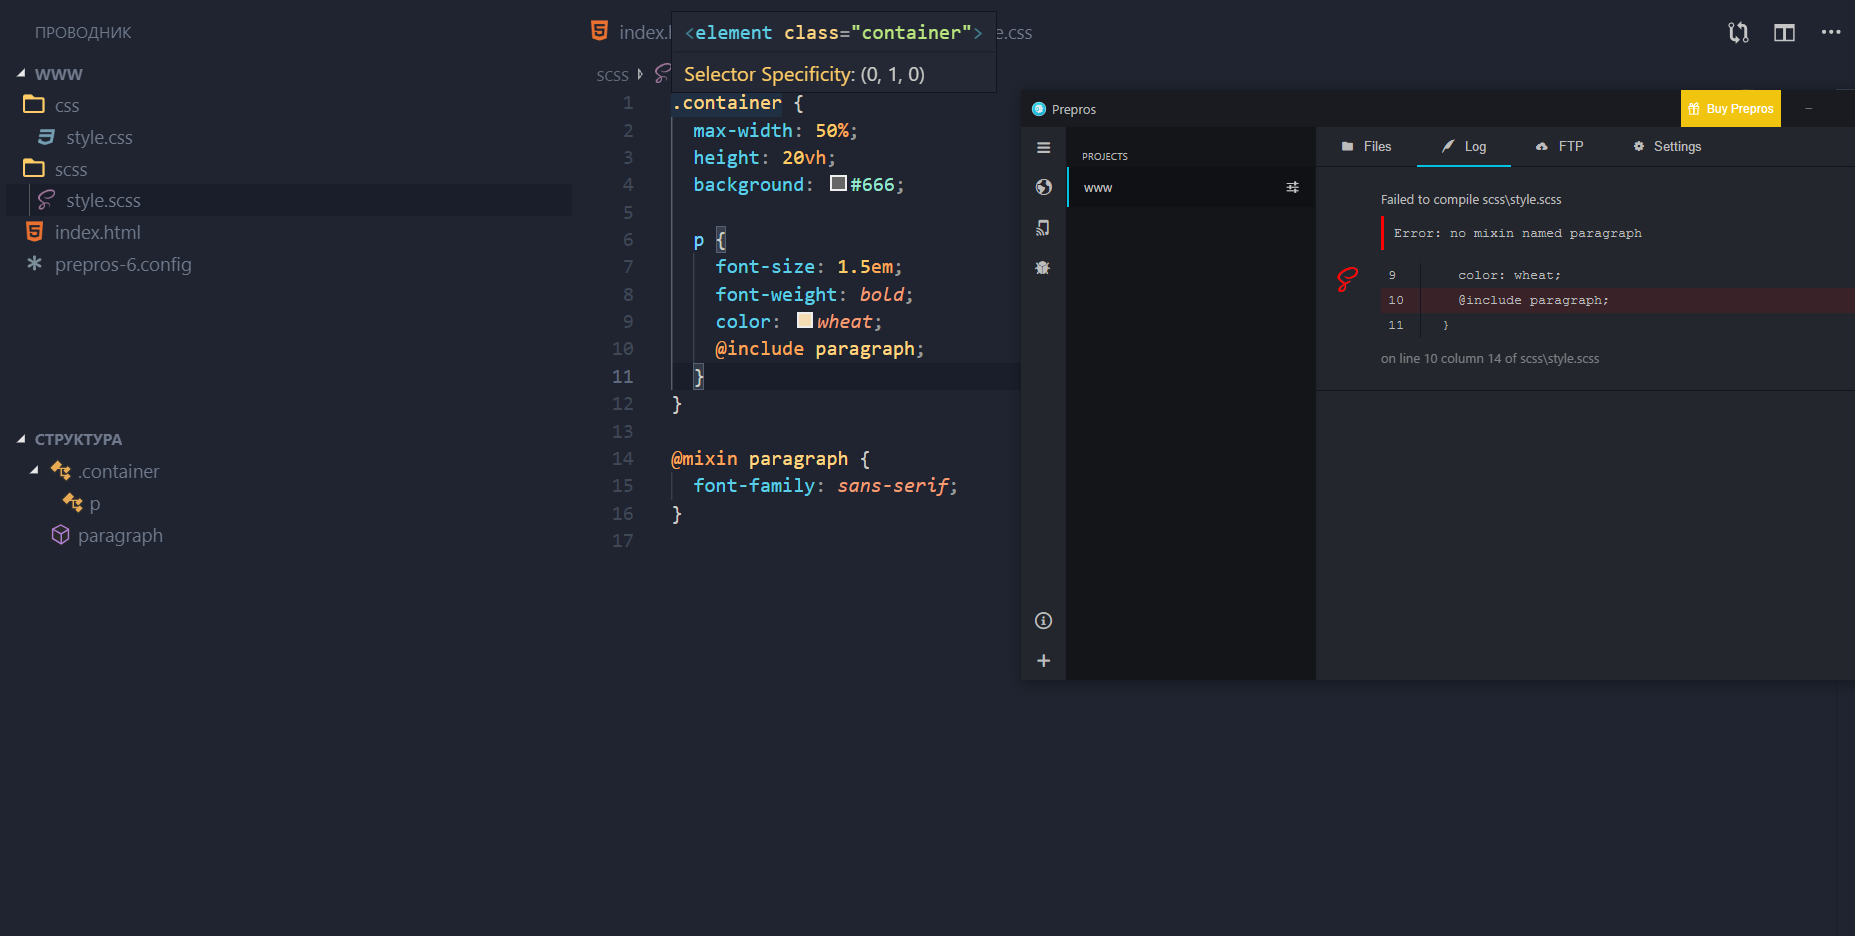 ПРОВОДНИК
WWW
css
style.css
scss
style.scss
index.html
prepros-6.config
СТРУКТУРА
.container
p
paragraph
<element class="container">
e.css
scss
Selector Specificity: (0, 1, 0)
1 .container {
2 max-width: 50%;
3 height: 20vh;
4 background: #666;
5
6 p {
7 font-size: 1.5em;
8 font-weight: bold;
9 color: wheat;
10 @include paragraph;
11 }
12 }
13
14 @mixin paragraph {
15 font-family: sans-serif;
16 }
17
Prepros
Buy Prepros
PROJECTS
www
Files
Log
FTP
Settings
Failed to compile scss\style.scss
Error: no mixin named paragraph
9 color: wheat;
10 @include paragraph;
11 }
on line 10 column 14 of scss\style.scss